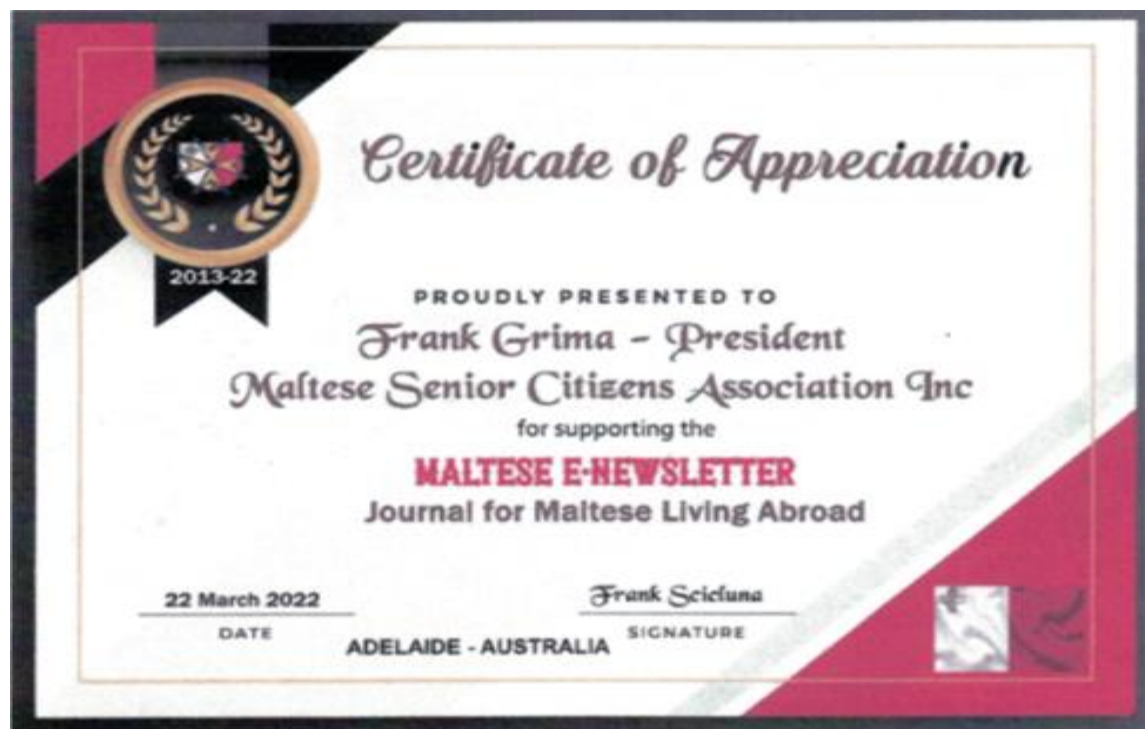 Certificate of Appreciation
2013-22
PROUDLY PRESENTED TO
Frank Grima - President
Maltese Senior Citizens Association Inc
for supporting the
MALTESE E-NEWSLETTER
Journal for Maltese Living Abroad
22 March 2022
DATE
Frank Scicluna
SIGNATURE
ADELAIDE - AUSTRALIA